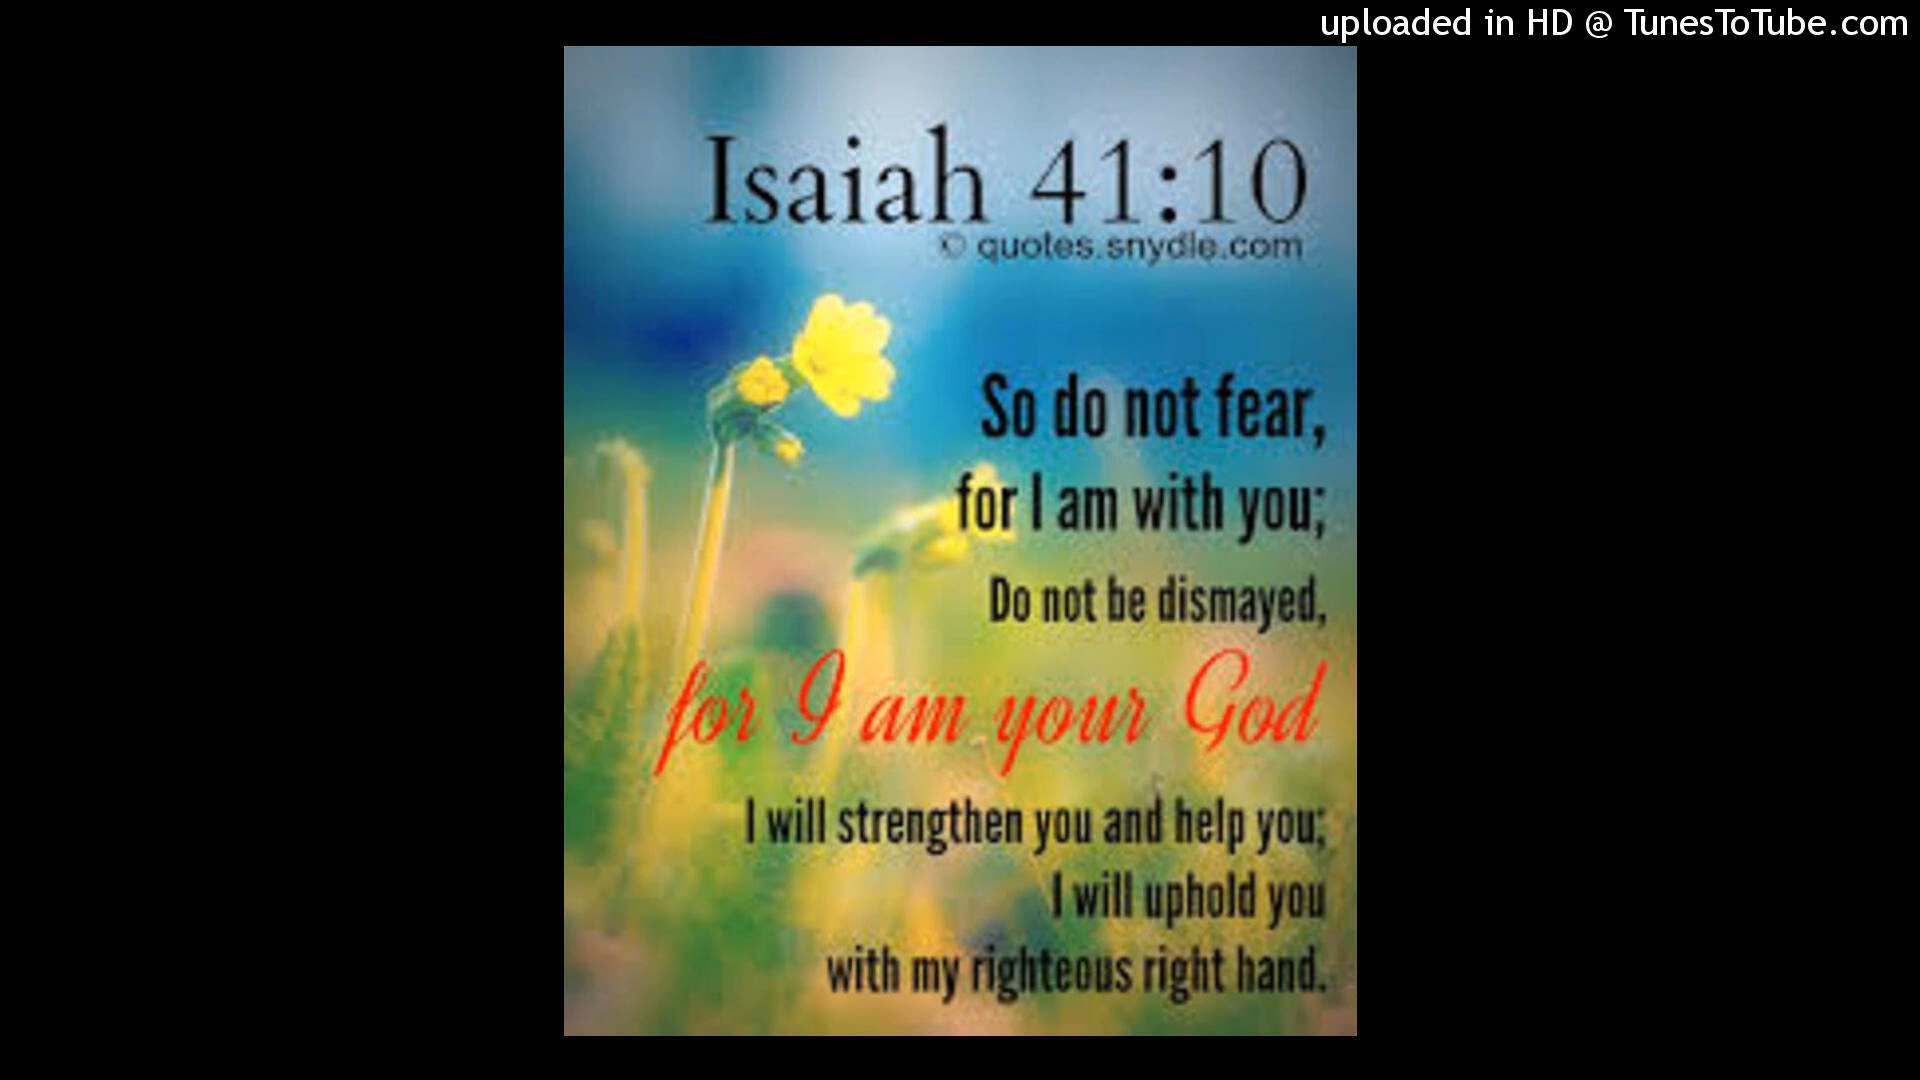 uploaded in HD @ TunesToTube.com
Isaiah 41:10
© quotes.snydle.com
So do not fear,
for I am with you;
Do not be dismayed,
for I am your God
I will strengthen you and help you;
I will uphold you
with my righteous right hand.